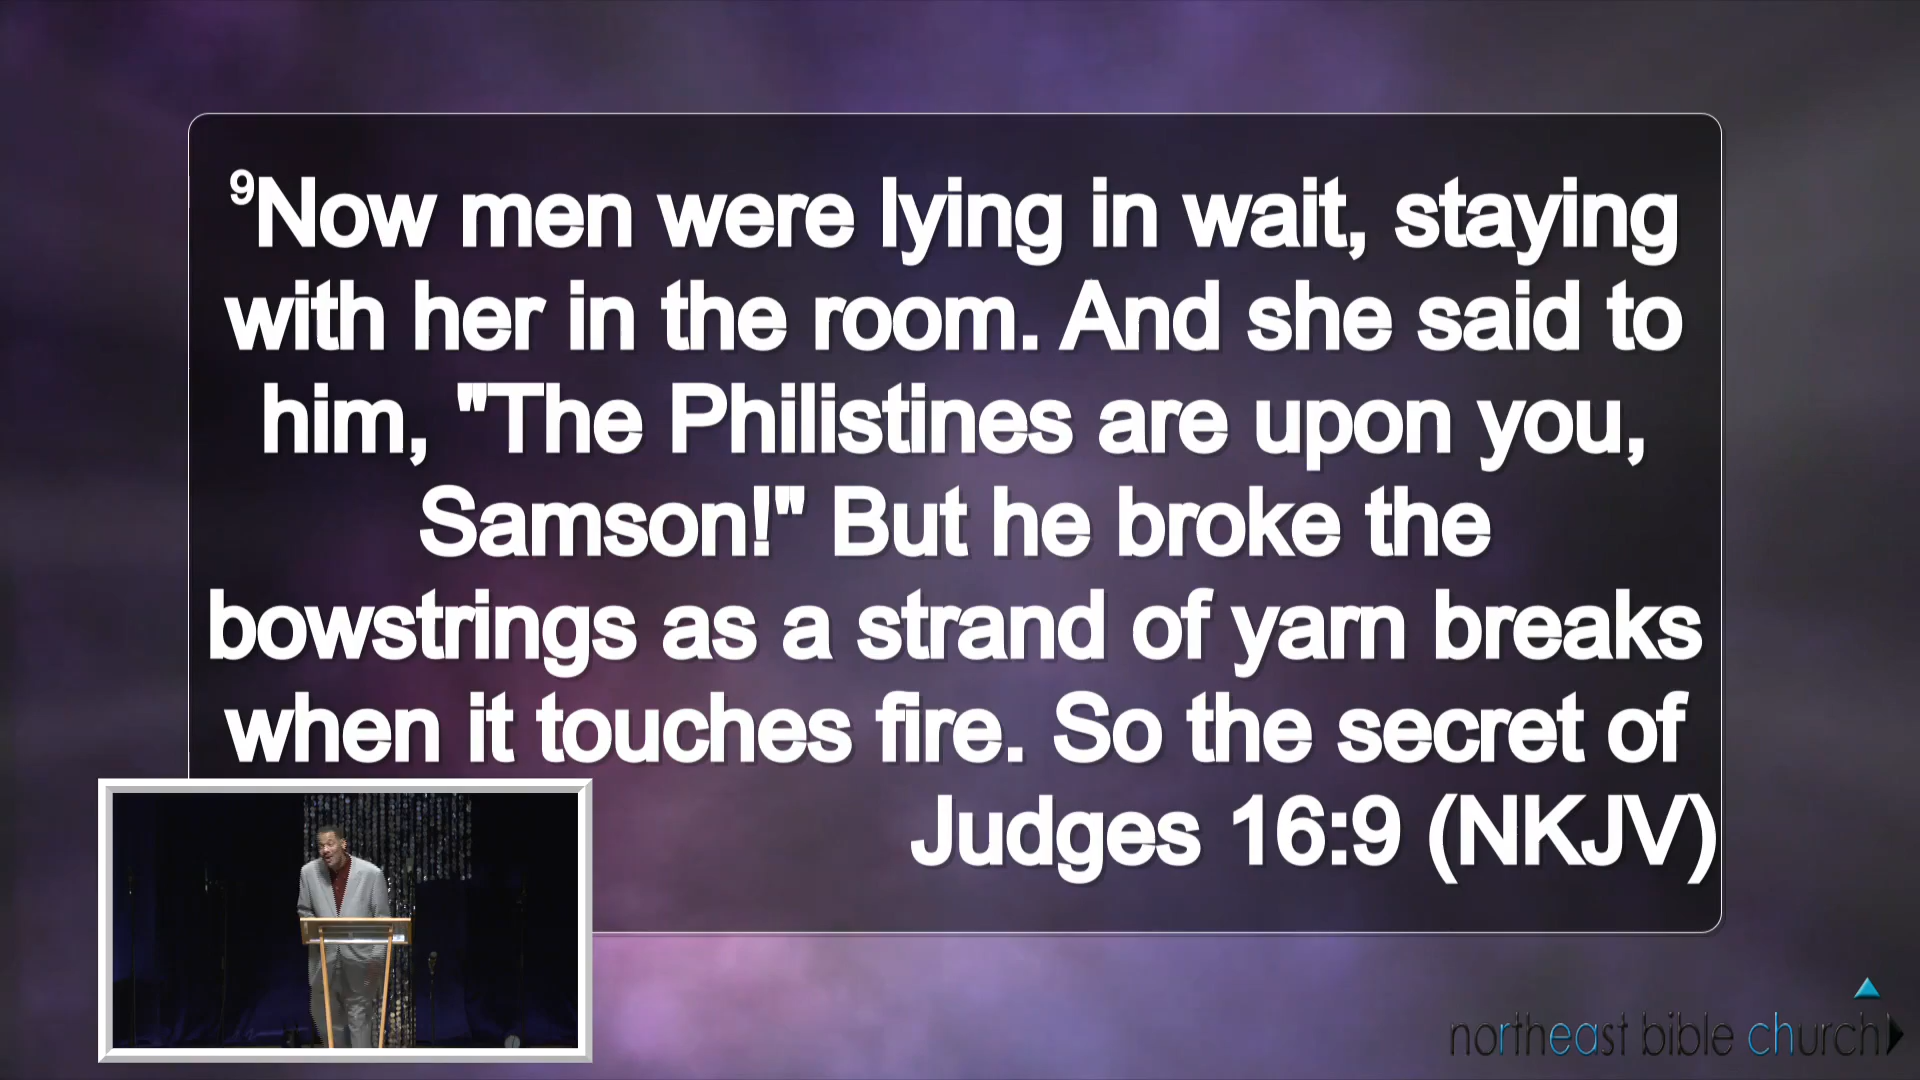 ⁹Now men were lying in wait, staying
with her in the room. And she said to
him, "The Philistines are upon you,
Samson!" But he broke the
bowstrings as a strand of yarn breaks
when it touches fire. So the secret of
Judges 16:9 (NKJV)
northeast bible church